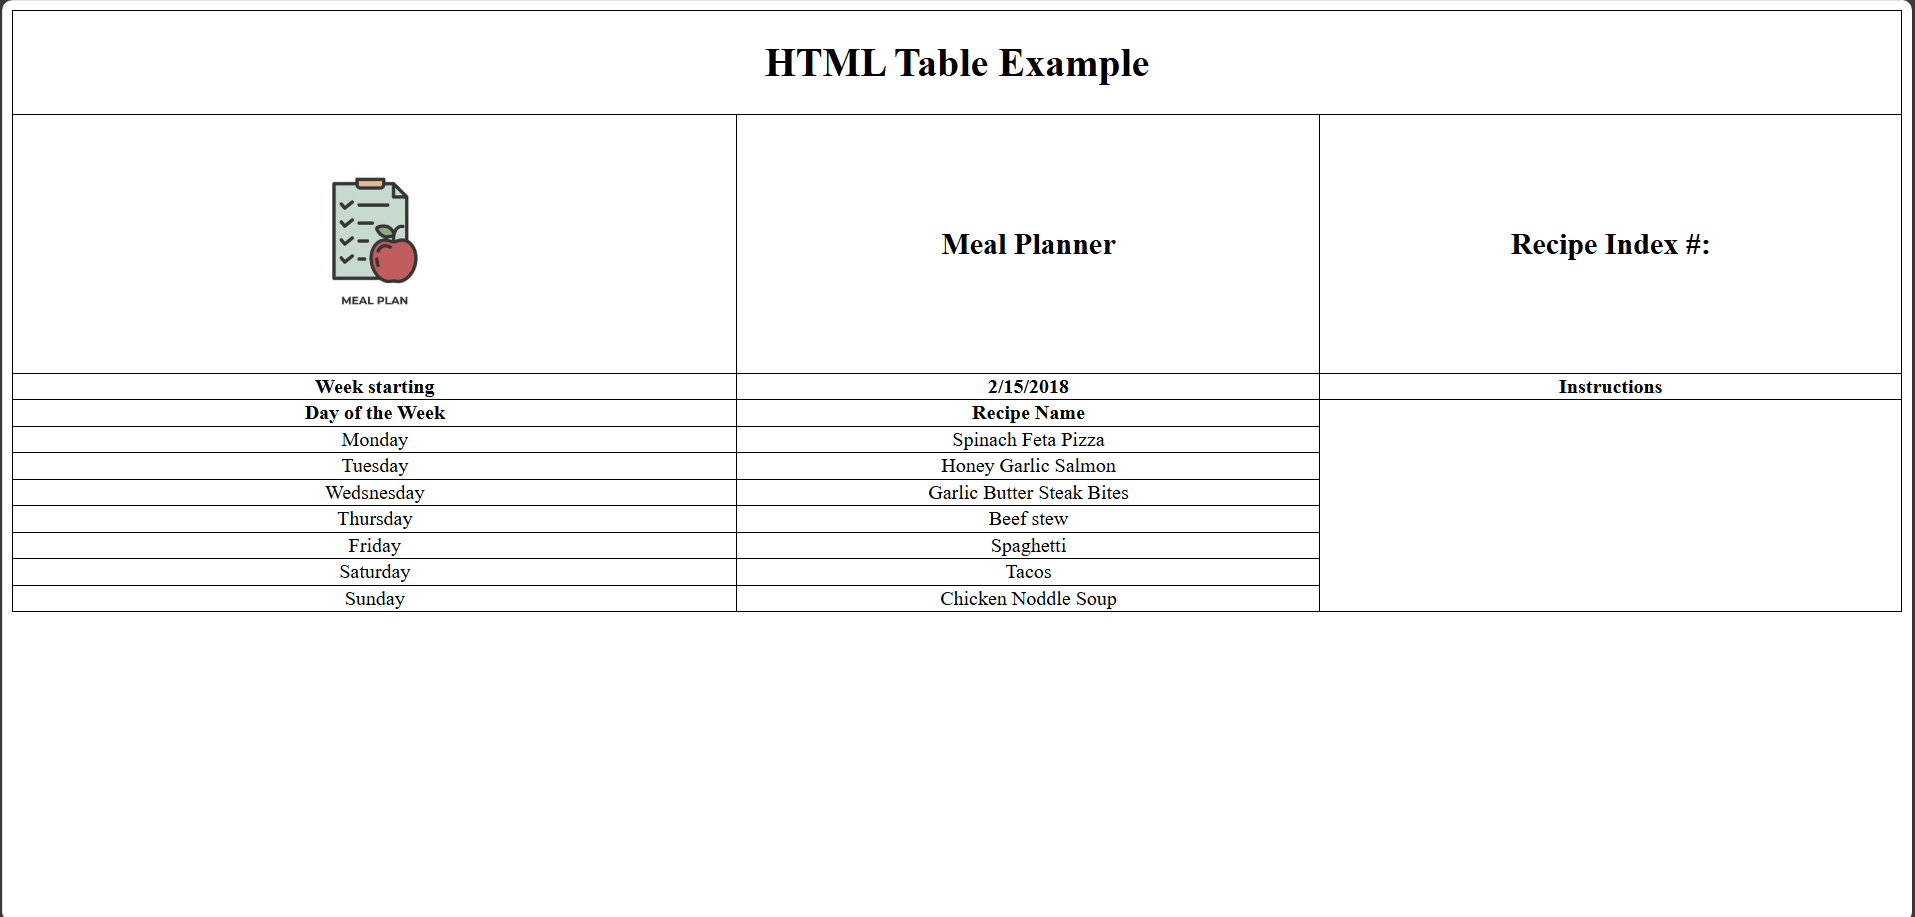 HTML Table Example
MEAL PLAN
Meal Planner
Recipe Index #:
Week starting 2/15/2018 Instructions
Day of the Week Recipe Name
Monday Spinach Feta Pizza
Tuesday Honey Garlic Salmon
Wedsnesday Garlic Butter Steak Bites
Thursday Beef stew
Friday Spaghetti
Saturday Tacos
Sunday Chicken Noddle Soup